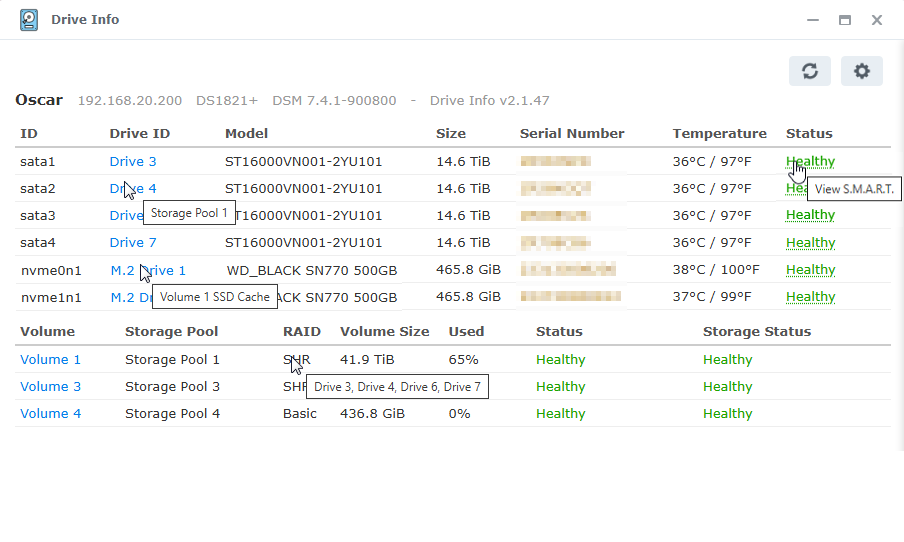 Drive Info
Oscar 192.168.20.200 DS1821+ DSM 7.4.1-900800 - Drive Info v2.1.47
ID Drive ID Model Size Serial Number Temperature Status
sata1 Drive 3 ST16000VN001-2YU101 14.6 TiB 36°C / 97°F Healthy
sata2 Drive 4 ST16000VN001-2YU101 14.6 TiB 36°C / 97°F
View S.M.A.R.T.
Storage Pool 1
sata3 Drive ST16000VN001-2YU101 14.6 TiB 36°C / 97°F Healthy
sata4 Drive 7 ST16000VN001-2YU101 14.6 TiB 36°C / 97°F Healthy
nvme0n1 M.2 Drive 1 WD_BLACK SN770 500GB 465.8 GiB 38°C / 100°F Healthy
nvme1n1 M.2 SN770 500GB 465.8 GiB 37°C / 99°F Healthy
Volume 1 SSD Cache
Volume Storage Pool RAID Volume Size Used Status Storage Status
Volume 1 Storage Pool 1 SHR 41.9 TiB 65% Healthy Healthy
Volume 3 Storage Pool 3 Healthy Healthy
Drive 3, Drive 4, Drive 6, Drive 7
Volume 4 Storage Pool 4 Basic 436.8 GiB 0% Healthy Healthy